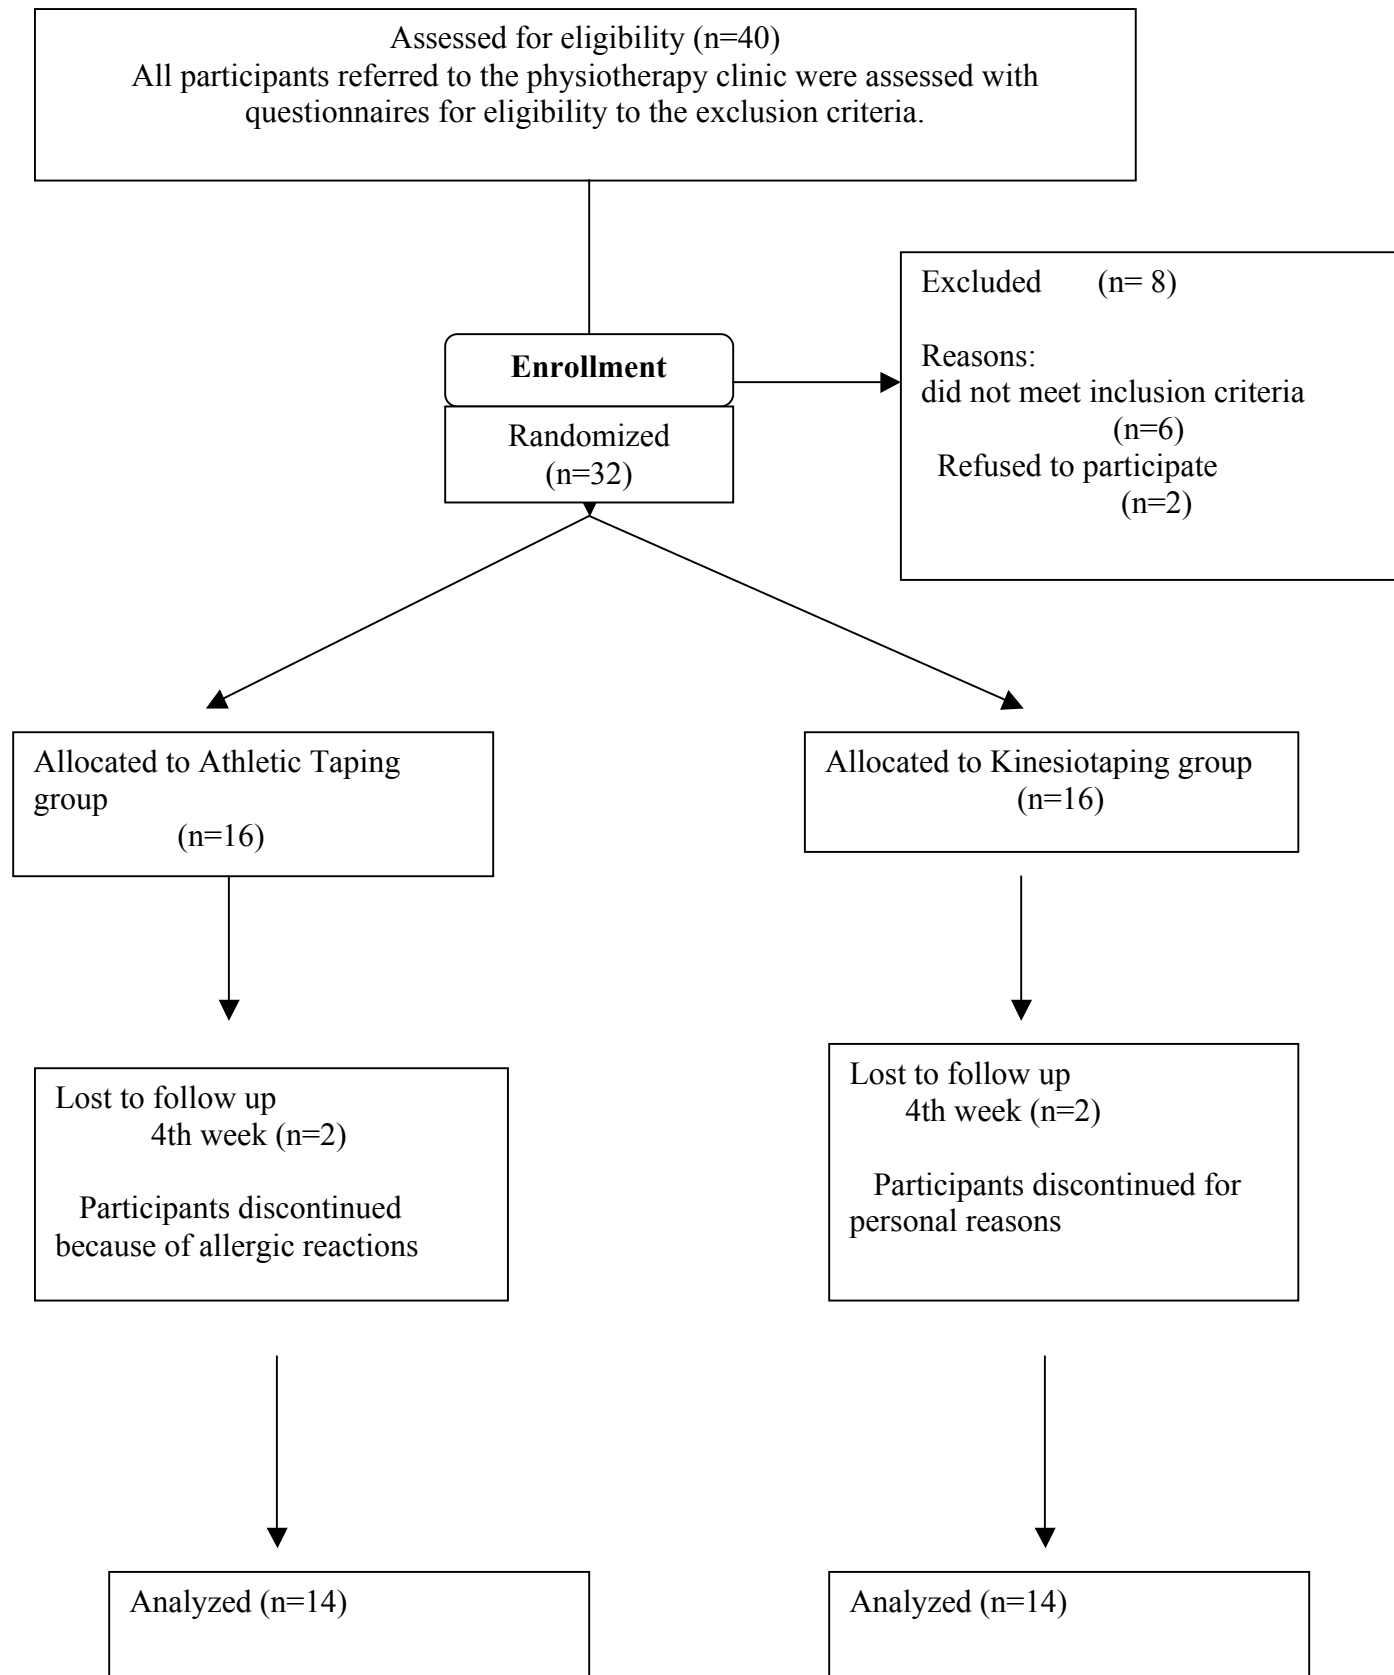 Assessed for eligibility (n=40)
All participants referred to the physiotherapy clinic were assessed with
questionnaires for eligibility to the exclusion criteria.
Excluded (n= 8)
Reasons:
did not meet inclusion criteria
(n=6)
Refused to participate
(n=2)
Enrollment
Randomized
(n=32)
Allocated to Athletic Taping
group
(n=16)
Allocated to Kinesiotaping group
(n=16)
Lost to follow up
4th week (n=2)
Participants discontinued
because of allergic reactions
Lost to follow up
4th week (n=2)
Participants discontinued for
personal reasons
Analyzed (n=14)
Analyzed (n=14)